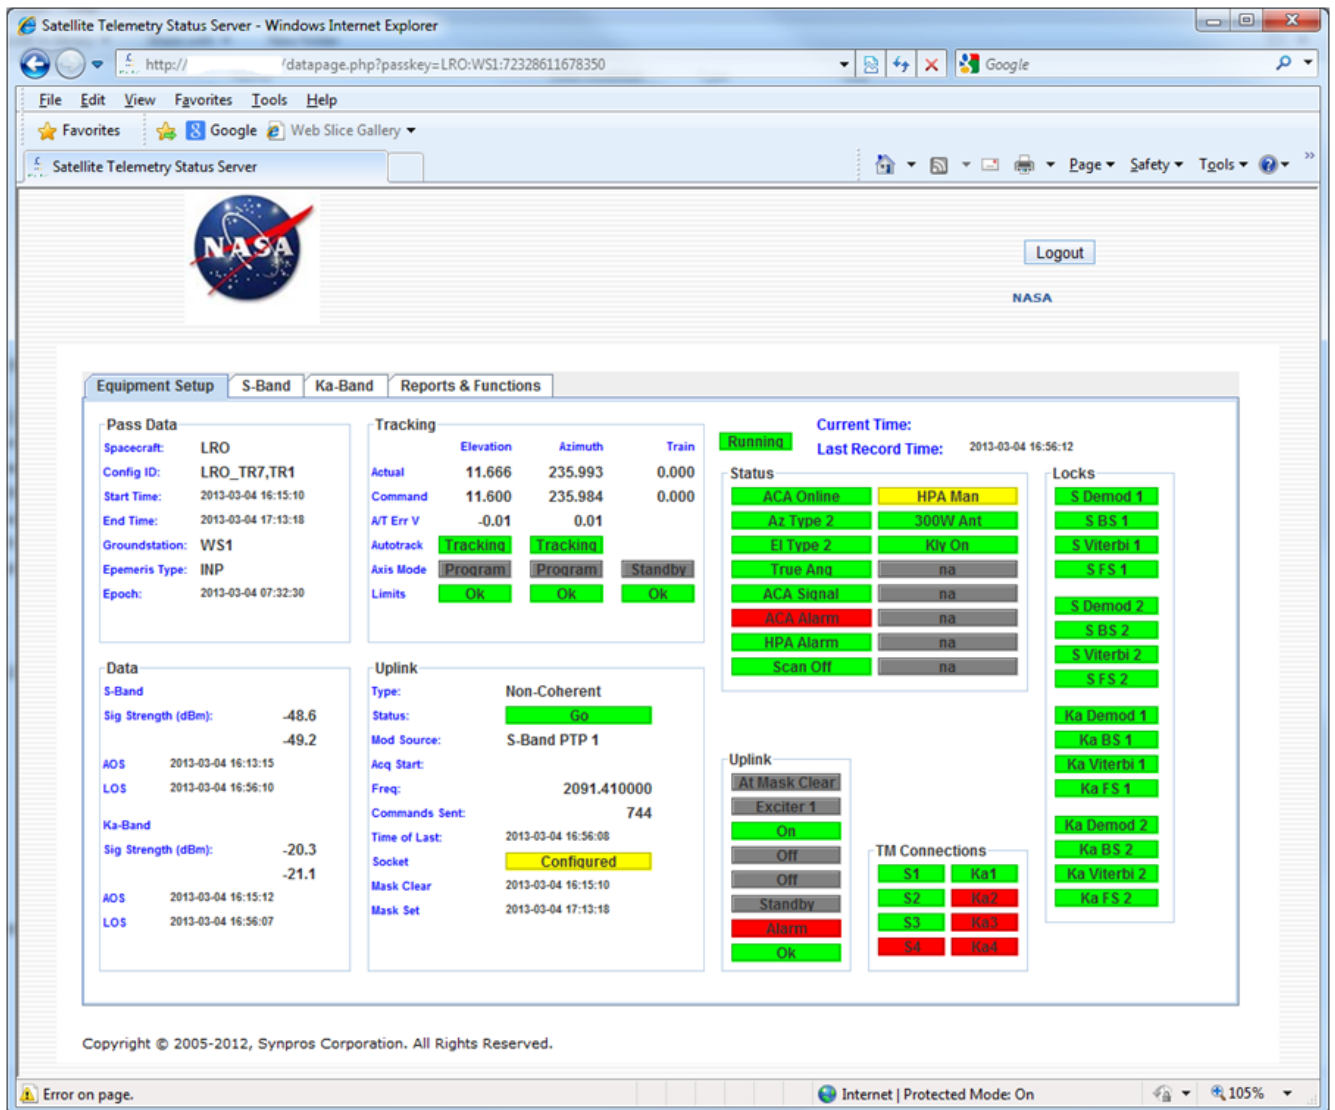 Satellite Telemetry Status Server - Windows Internet Explorer
http:// /datapage.php?passkey=LRO:WS1:72328611678350
Google
File Edit View Favorites Tools Help
Favorites Google Web Slice Gallery
Satellite Telemetry Status Server
Page Safety Tools
NASA
Logout
NASA
Equipment Setup S-Band Ka-Band Reports & Functions
Pass Data
Spacecraft: LRO
Config ID: LRO_TR7,TR1
Start Time: 2013-03-04 16:15:10
End Time: 2013-03-04 17:13:18
Groundstation: WS1
Epemeris Type: INP
Epoch: 2013-03-04 07:32:30
Tracking
Elevation Azimuth Train
Actual 11.666 235.993 0.000
Command 11.600 235.984 0.000
A/T Err V -0.01 0.01
Autotrack Tracking Tracking
Axis Mode Program Program Standby
Limits Ok Ok Ok
Running
Current Time:
Last Record Time: 2013-03-04 16:56:12
Status
ACA Online HPA Man
Az Type 2 300W Ant
El Type 2 Kly On
True Ang na
ACA Signal na
ACA Alarm na
HPA Alarm na
Scan Off na
Locks
S Demod 1
S BS 1
S Viterbi 1
S FS 1
S Demod 2
S BS 2
S Viterbi 2
S FS 2
Ka Demod 1
Ka BS 1
Ka Viterbi 1
Ka FS 1
Ka Demod 2
Ka BS 2
Ka Viterbi 2
Ka FS 2
Data
S-Band
Sig Strength (dBm): -48.6
-49.2
AOS 2013-03-04 16:13:15
LOS 2013-03-04 16:56:10
Ka-Band
Sig Strength (dBm): -20.3
-21.1
AOS 2013-03-04 16:15:12
LOS 2013-03-04 16:56:07
Uplink
Type: Non-Coherent
Status: Go
Mod Source: S-Band PTP 1
Acq Start:
Freq: 2091.410000
Commands Sent: 744
Time of Last: 2013-03-04 16:56:08
Socket Configured
Mask Clear 2013-03-04 16:15:10
Mask Set 2013-03-04 17:13:18
Uplink
At Mask Clear
Exciter 1
On
Off
Off
Standby
Alarm
Ok
TM Connections
S1 Ka1
S2 Ka2
S3 Ka3
S4 Ka4
Copyright © 2005-2012, Synpros Corporation. All Rights Reserved.
Error on page. Internet | Protected Mode: On 105%